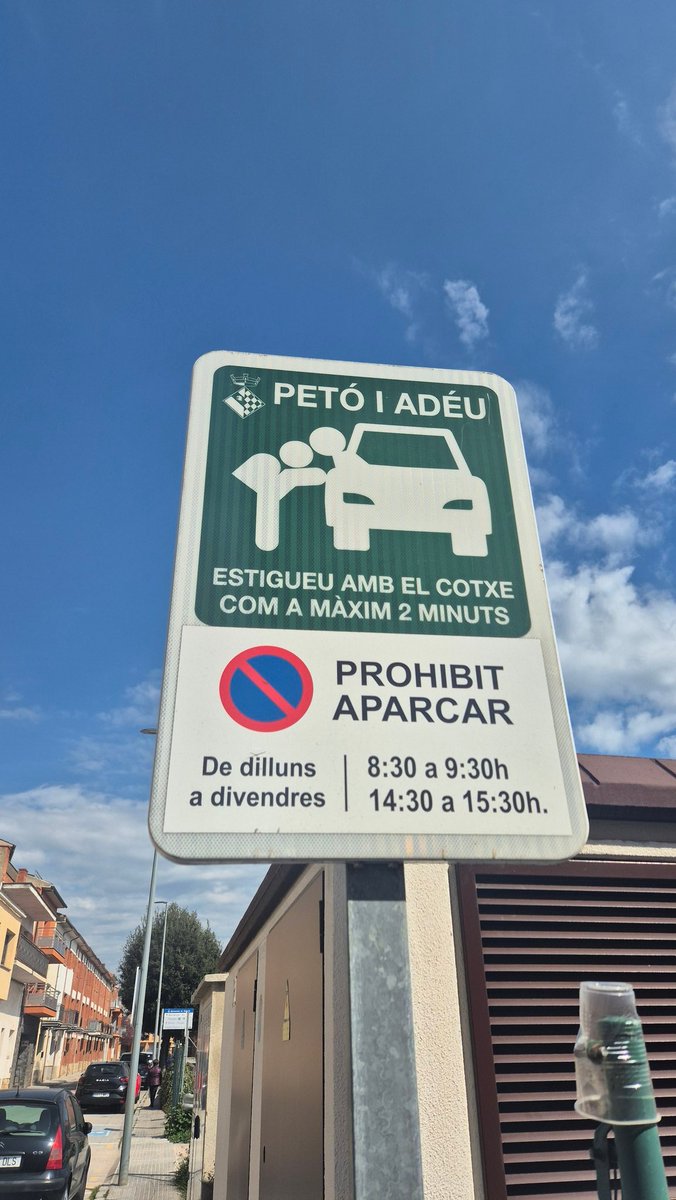 PETÓ I ADÉU
ESTIGUEU AMB EL COTXE
COM A MÀXIM 2 MINUTS
PROHIBIT
APARCAR
De dilluns
a divendres
8:30 a 9:30h
14:30 a 15:30h.
DACIA